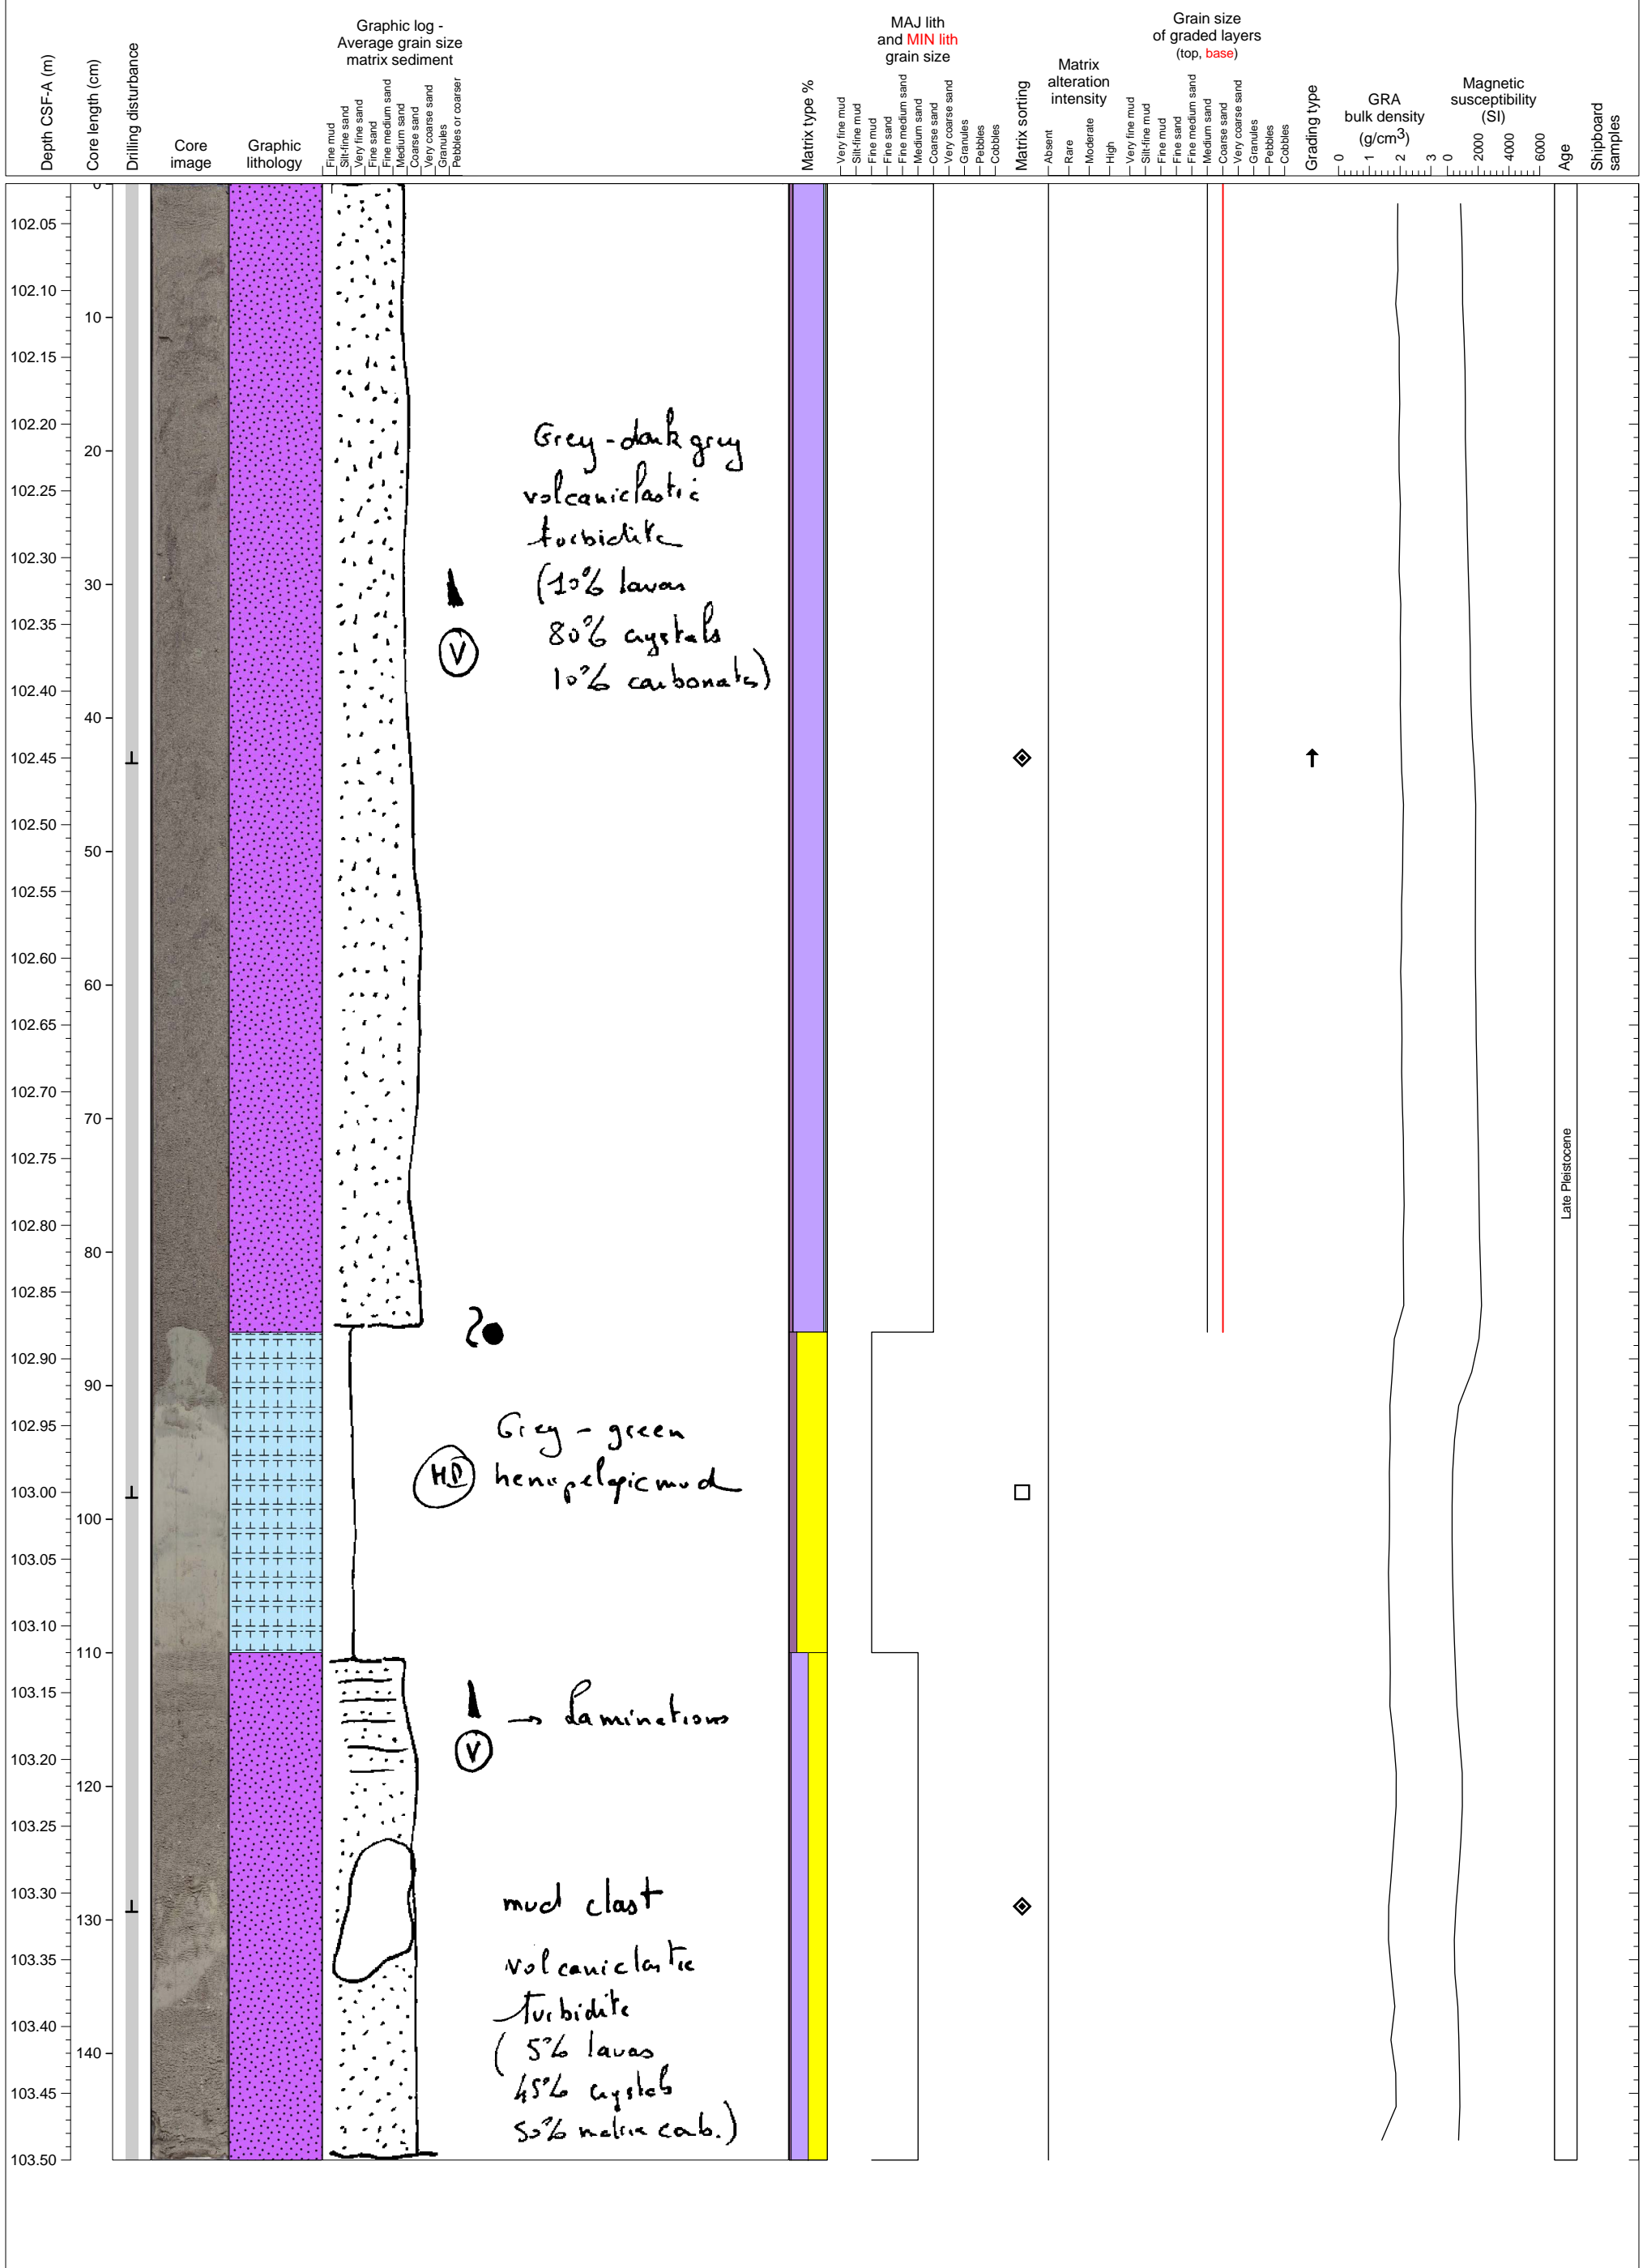 Depth CSF-A (m)
Core length (cm)
Drilling disturbance
Core
image
Graphic
lithology
Graphic log -
Average grain size
matrix sediment
Fine mud
Silt-fine sand
Very fine sand
Fine sand
Fine medium sand
Medium sand
Coarse sand
Very coarse sand
Granules
Pebbles or coarser
Matrix type %
MAJ lith
and MIN lith
grain size
Very fine mud
Silt-fine mud
Fine mud
Fine sand
Fine medium sand
Medium sand
Coarse sand
Very coarse sand
Granules
Pebbles
Cobbles
Matrix sorting
Matrix
alteration
intensity
Absent
Rare
Moderate
High
Grain size
of graded layers
(top, base)
Very fine mud
Silt-fine mud
Fine mud
Fine sand
Fine medium sand
Medium sand
Coarse sand
Very coarse sand
Granules
Pebbles
Cobbles
Grading type
GRA
bulk density
(g/cm3)
0
1
2
3
Magnetic
susceptibility
(SI)
0
2000
4000
6000
Age
Shipboard
samples
102.05
102.10
102.15
102.20
102.25
102.30
102.35
102.40
102.45
102.50
102.55
102.60
102.65
102.70
102.75
102.80
102.85
102.90
102.95
103.00
103.05
103.10
103.15
103.20
103.25
103.30
103.35
103.40
103.45
103.50
0
10
20
30
40
50
60
70
80
90
100
110
120
130
140
Grey - dark grey
volcaniclastic
turbidite
(10% lavas
80% crystals
10% carbonates)
V
Grey - green
HP hemipelagic mud
→ Laminations
V
mud clast
volcaniclastic
turbidite
( 5% lavas
45% crystals
50% matrix carb.)
Late Pleistocene